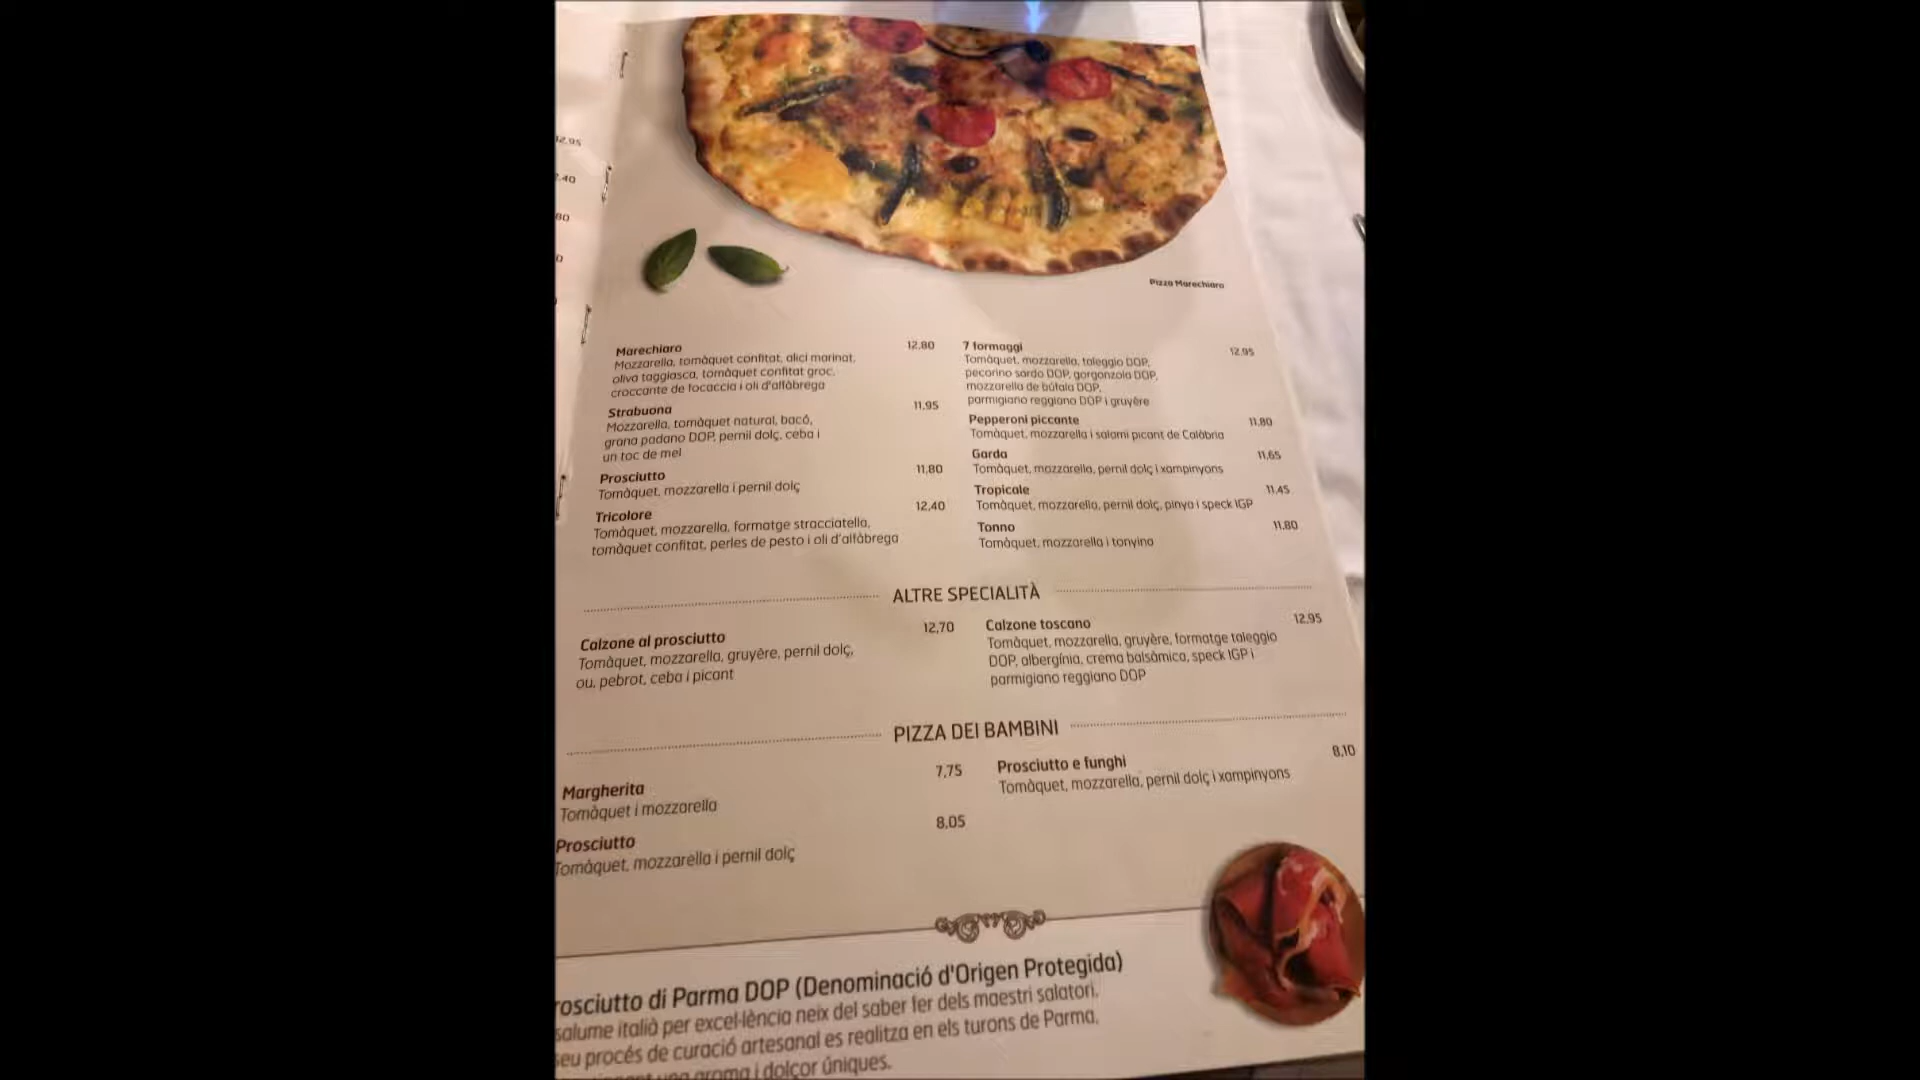 12.95
.40
80
Pizza Marechiaro
Marechiaro 12,80
Mozzarella, tomàquet confitat, alici marinat,
oliva taggiasca, tomàquet confitat groc,
croccante de focaccia i oli d'alfàbrega
Strabuona 11,95
Mozzarella, tomàquet natural, bacó,
grana padano DOP, pernil dolç, ceba i
un toc de mel
Prosciutto 11,80
Tomàquet, mozzarella i pernil dolç
Tricolore 12,40
Tomàquet, mozzarella, formatge stracciatella,
tomàquet confitat, perles de pesto i oli d'alfàbrega
7 formaggi 12,95
Tomàquet, mozzarella, taleggio DOP,
pecorino sardo DOP, gorgonzola DOP,
mozzarella de búfala DOP,
parmigiano reggiano DOP i gruyère
Pepperoni piccante 11,80
Tomàquet, mozzarella i salami picant de Calàbria
Garda 11,65
Tomàquet, mozzarella, pernil dolç i xampinyons
Tropicale 11,45
Tomàquet, mozzarella, pernil dolç, pinya i speck IGP
Tonno 11,80
Tomàquet, mozzarella i tonyina
ALTRE SPECIALITÀ
Calzone al prosciutto 12,70
Tomàquet, mozzarella, gruyère, pernil dolç,
ou, pebrot, ceba i picant
Calzone toscano 12,95
Tomàquet, mozzarella, gruyère, formatge taleggio
DOP, albergínia, crema balsàmica, speck IGP i
parmigiano reggiano DOP
PIZZA DEI BAMBINI
Margherita 7,75
Tomàquet i mozzarella
Prosciutto 8,05
Tomàquet, mozzarella i pernil dolç
Prosciutto e funghi 8,10
Tomàquet, mozzarella, pernil dolç i xampinyons
rosciutto di Parma DOP (Denominació d'Origen Protegida)
salume italià per excel·lència neix del saber fer dels maestri salatori.
seu procés de curació artesanal es realitza en els turons de Parma,
una aroma i dolçor úniques.